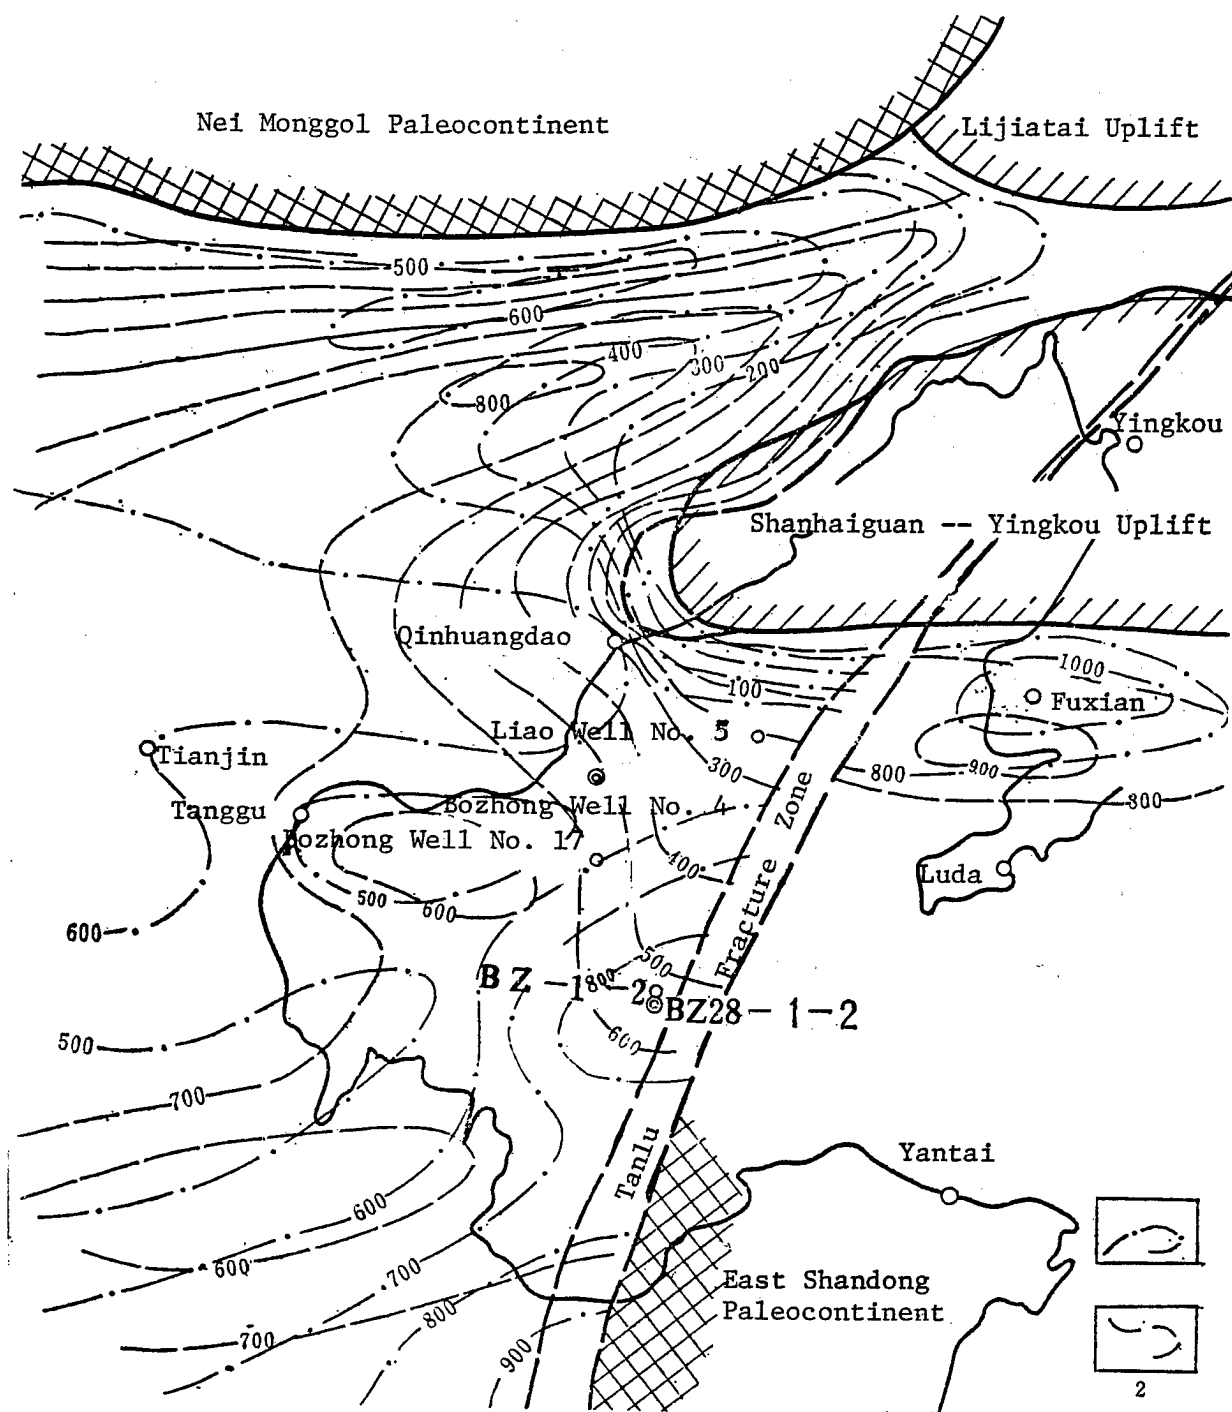 Nei Monggol Paleocontinent
Lijiatai Uplift
500
600
400
300
200
800
Yingkou
Shanhaiguan -- Yingkou Uplift
Qinhuangdao
1000
100
Fuxian
Liao Well No. 5
Tianjin
300
800
900
800
Tanggu
Bozhong Well No. 4
Bozhong Well No. 17
400
Luda
500
600
600
500
BZ-1-2
800
BZ28-1-2
600
500
700
Tanlu Fracture Zone
Yantai
600
600
700
800
700
900
East Shandong
Paleocontinent
2